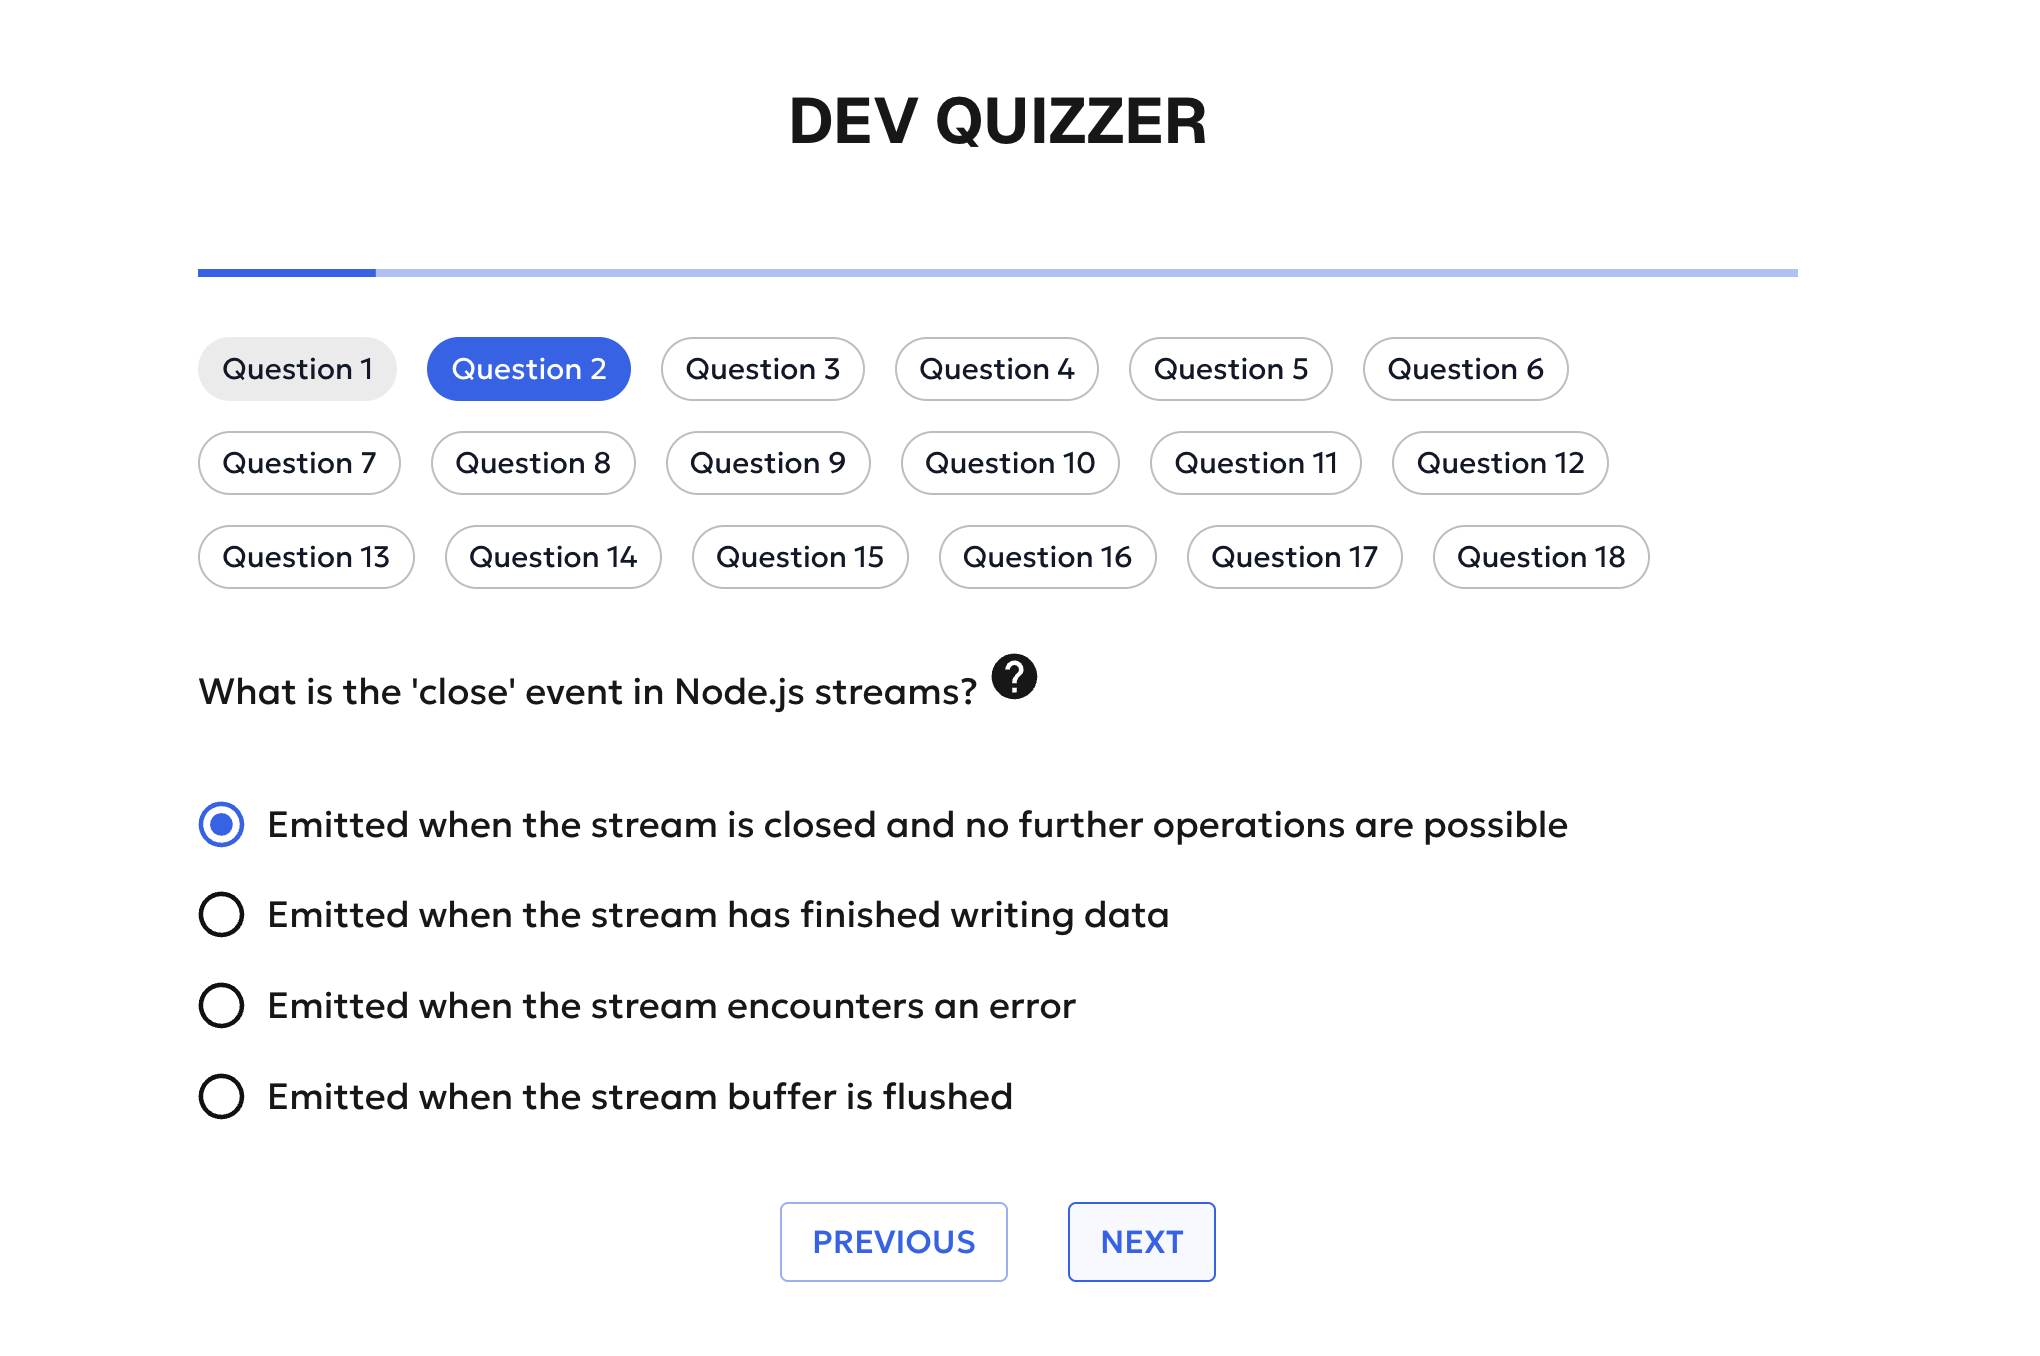 DEV QUIZZER
Question 1 Question 2 Question 3 Question 4 Question 5 Question 6
Question 7 Question 8 Question 9 Question 10 Question 11 Question 12
Question 13 Question 14 Question 15 Question 16 Question 17 Question 18
What is the 'close' event in Node.js streams? ?
Emitted when the stream is closed and no further operations are possible
Emitted when the stream has finished writing data
Emitted when the stream encounters an error
Emitted when the stream buffer is flushed
PREVIOUS NEXT